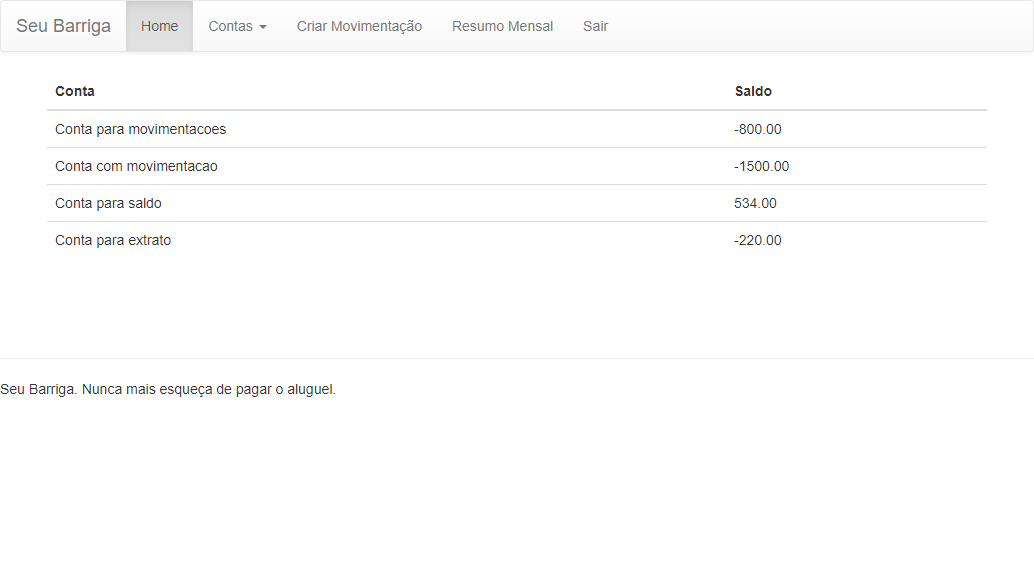 Seu Barriga Home Contas Criar Movimentação Resumo Mensal Sair
Conta Saldo
Conta para movimentacoes -800.00
Conta com movimentacao -1500.00
Conta para saldo 534.00
Conta para extrato -220.00
Seu Barriga. Nunca mais esqueça de pagar o aluguel.